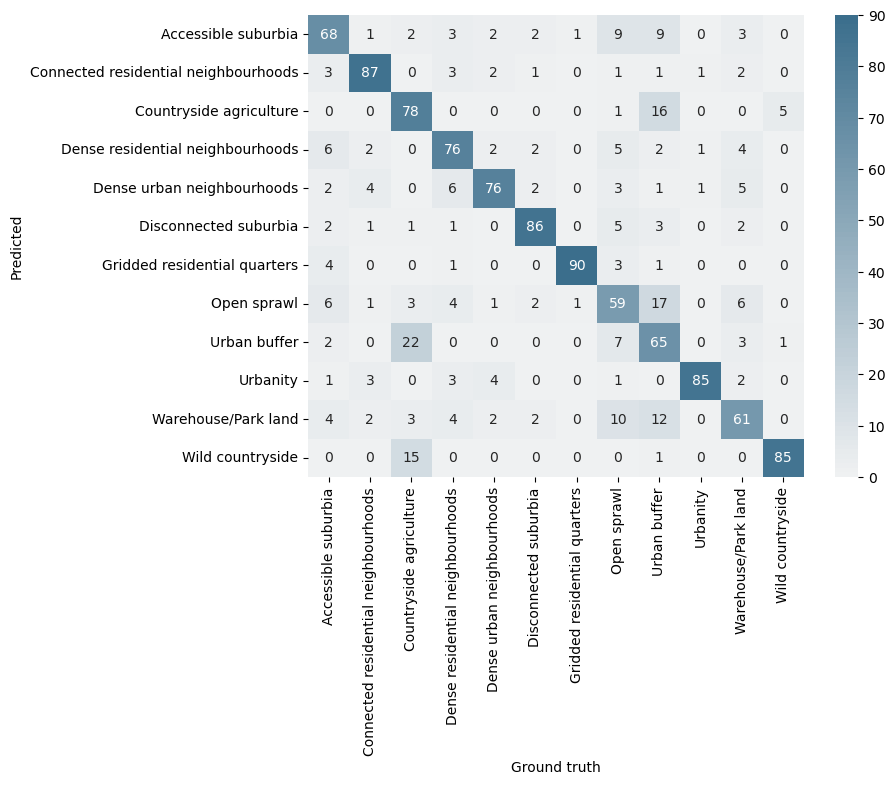 Predicted
Accessible suburbia 68 1 2 3 2 2 1 9 9 0 3 0
Connected residential neighbourhoods 3 87 0 3 2 1 0 1 1 1 2 0
Countryside agriculture 0 0 78 0 0 0 0 1 16 0 0 5
Dense residential neighbourhoods 6 2 0 76 2 2 0 5 2 1 4 0
Dense urban neighbourhoods 2 4 0 6 76 2 0 3 1 1 5 0
Disconnected suburbia 2 1 1 1 0 86 0 5 3 0 2 0
Gridded residential quarters 4 0 0 1 0 0 90 3 1 0 0 0
Open sprawl 6 1 3 4 1 2 1 59 17 0 6 0
Urban buffer 2 0 22 0 0 0 0 7 65 0 3 1
Urbanity 1 3 0 3 4 0 0 1 0 85 2 0
Warehouse/Park land 4 2 3 4 2 2 0 10 12 0 61 0
Wild countryside 0 0 15 0 0 0 0 0 1 0 0 85
Accessible suburbia
Connected residential neighbourhoods
Countryside agriculture
Dense residential neighbourhoods
Dense urban neighbourhoods
Disconnected suburbia
Gridded residential quarters
Open sprawl
Urban buffer
Urbanity
Warehouse/Park land
Wild countryside
Ground truth
90
80
70
60
50
40
30
20
10
0